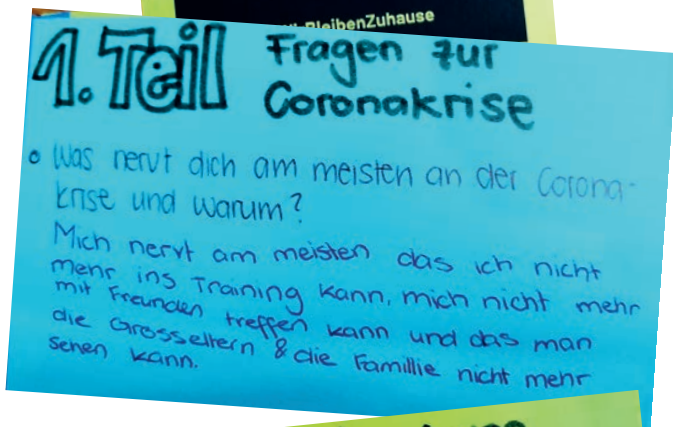 BleibenZuhause
1. Teil Fragen zur
Coronakrise
Was nervt dich am meisten an der Corona-
krise und warum?
Mich nervt am meisten das ich nicht
mehr ins Training kann, mich nicht mehr
mit Freunden treffen kann und das man
die Grosseltern & die Famillie nicht mehr
sehen kann.